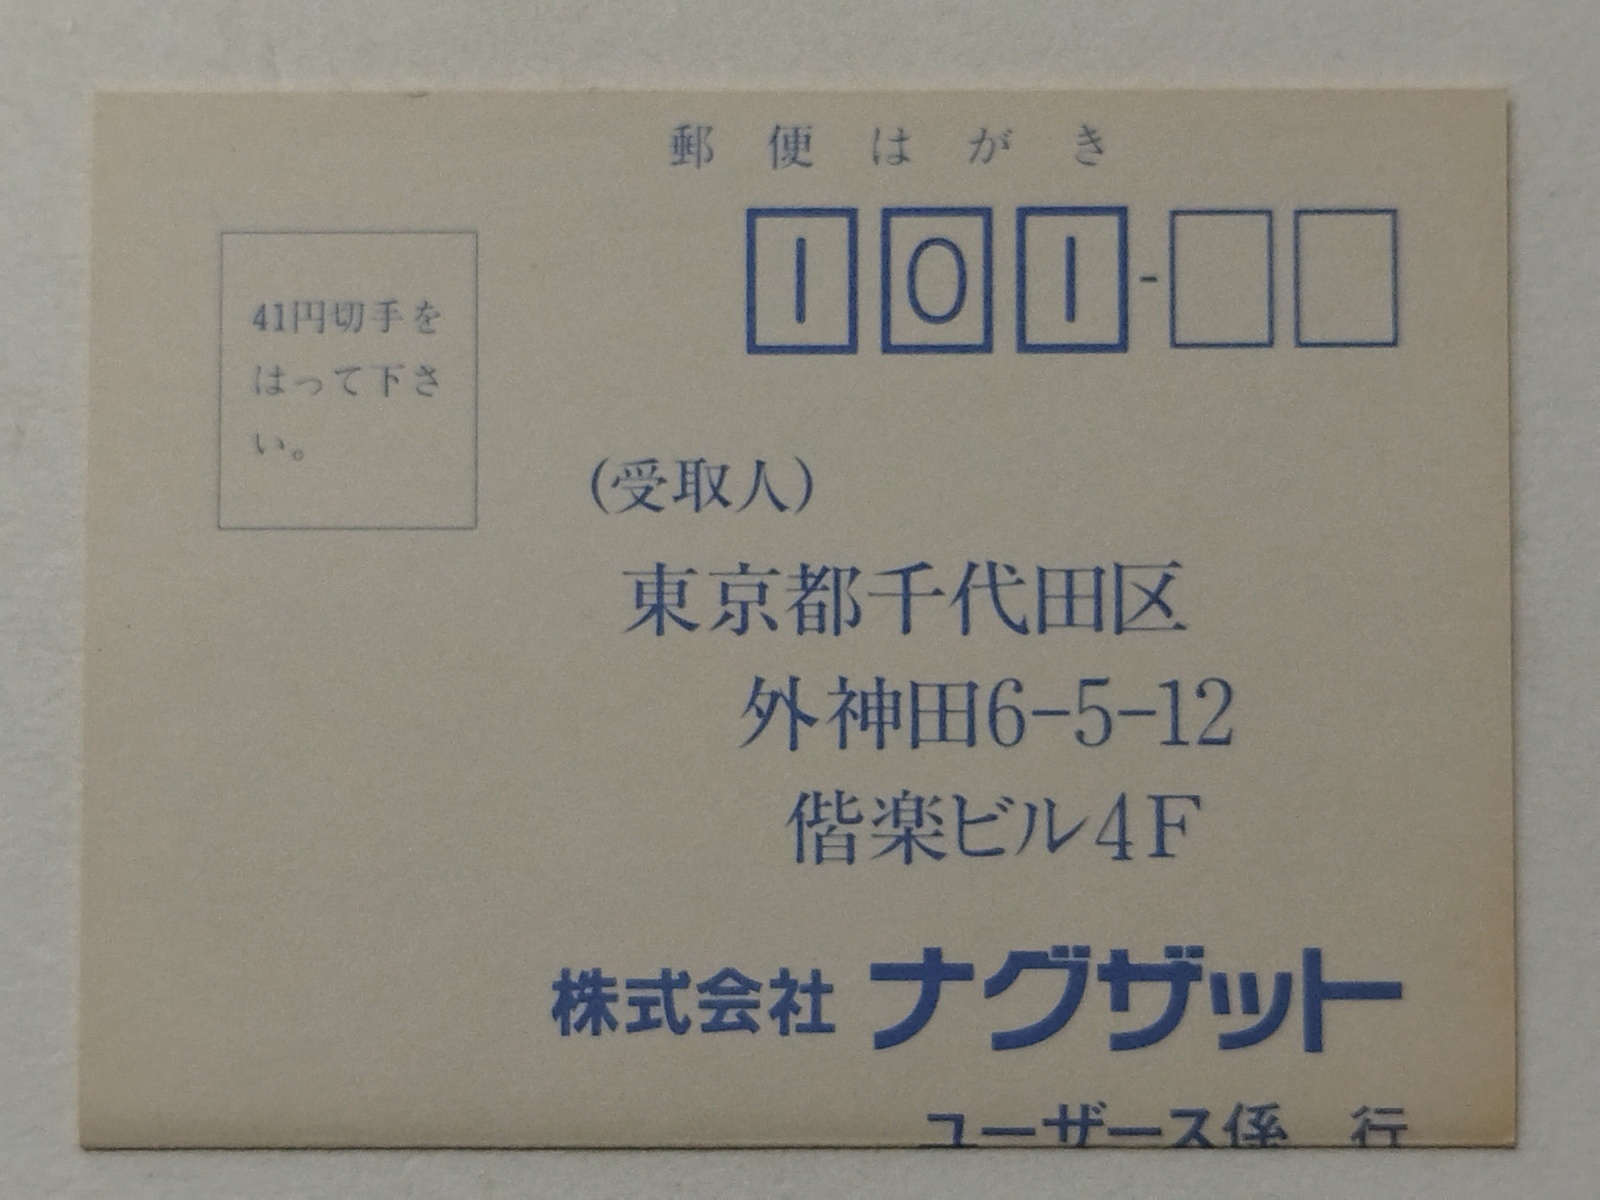 郵便はがき
101-
41円切手を
はって下さ
い。
(受取人)
東京都千代田区
外神田6-5-12
偕楽ビル4F
株式会社 ナグザット
ユーザース係 行